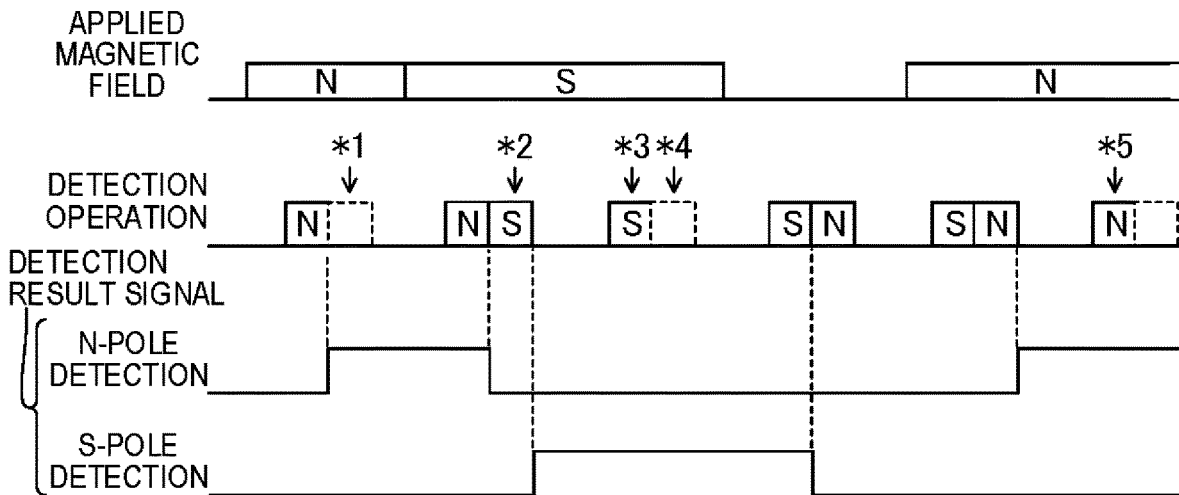 APPLIED
MAGNETIC
FIELD
N S N
*1 *2 *3 *4 *5
DETECTION
OPERATION
N N S S S N S N N
DETECTION
RESULT SIGNAL
N-POLE
DETECTION
S-POLE
DETECTION